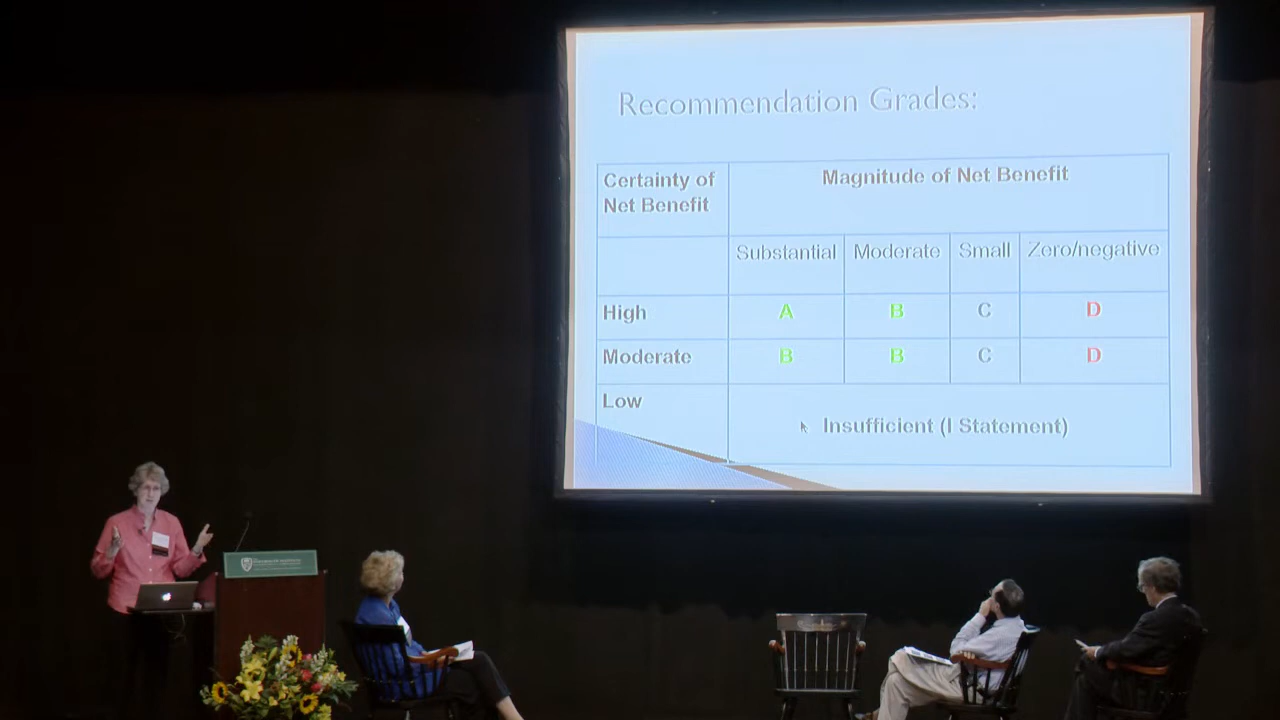 Recommendation Grades:
Certainty of
Net Benefit
Magnitude of Net Benefit
Substantial Moderate Small Zero/negative
High A B C D
Moderate B B C D
Low
Insufficient (I Statement)